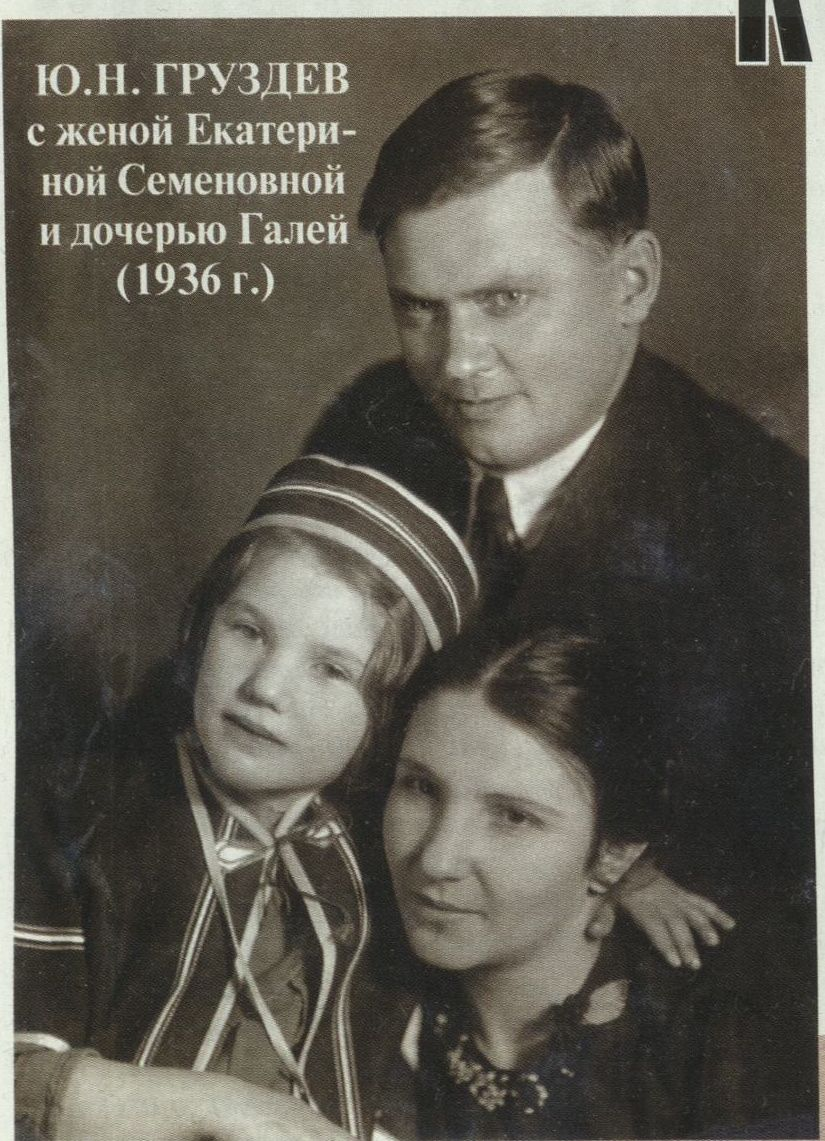 Ю.Н. ГРУЗДЕВ
с женой Екатери-
ной Семеновной
и дочерью Галей
(1936 г.)